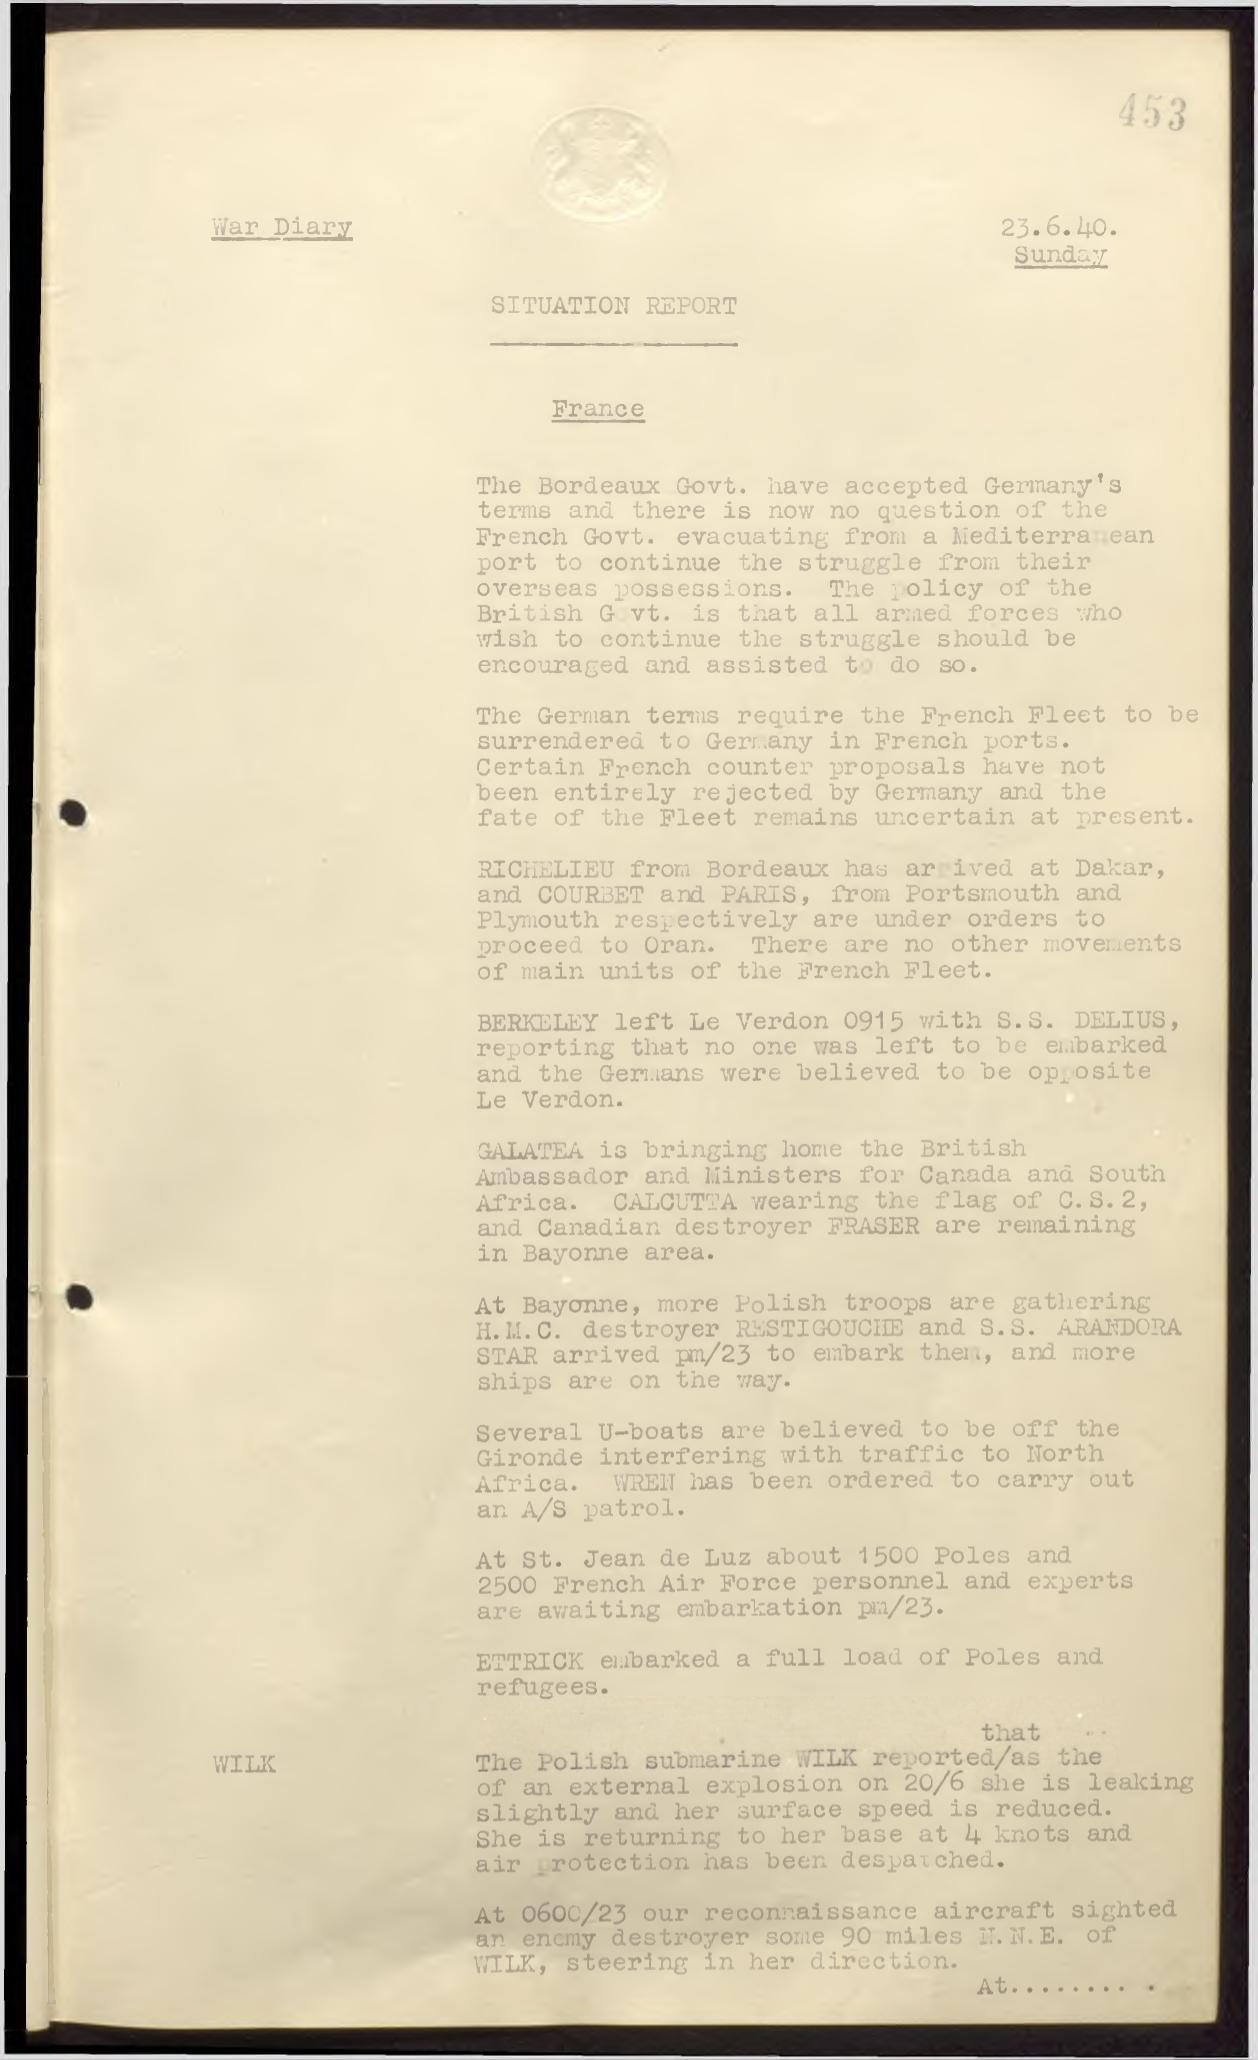 453
War Diary
23.6.40.
Sunday
SITUATION REPORT
France
The Bordeaux Govt. have accepted Germany's
terms and there is now no question of the
French Govt. evacuating from a Mediterranean
port to continue the struggle from their
overseas possessions. The policy of the
British Govt. is that all armed forces who
wish to continue the struggle should be
encouraged and assisted to do so.
The German terms require the French Fleet to be
surrendered to Germany in French ports.
Certain French counter proposals have not
been entirely rejected by Germany and the
fate of the Fleet remains uncertain at present.
RICHELIEU from Bordeaux has arrived at Dakar,
and COURBET and PARIS, from Portsmouth and
Plymouth respectively are under orders to
proceed to Oran. There are no other movements
of main units of the French Fleet.
BERKELEY left Le Verdon 0915 with S.S. DELIUS,
reporting that no one was left to be embarked
and the Germans were believed to be opposite
Le Verdon.
GALATEA is bringing home the British
Ambassador and Ministers for Canada and South
Africa. CALCUTTA wearing the flag of C.S.2,
and Canadian destroyer FRASER are remaining
in Bayonne area.
At Bayonne, more Polish troops are gathering
H.M.C. destroyer RESTIGOUCHE and S.S. ARANDORA
STAR arrived pm/23 to embark them, and more
ships are on the way.
Several U-boats are believed to be off the
Gironde interfering with traffic to North
Africa. WREN has been ordered to carry out
an A/S patrol.
At St. Jean de Luz about 1500 Poles and
2500 French Air Force personnel and experts
are awaiting embarkation pm/23.
ETTRICK embarked a full load of Poles and
refugees.
that
WILK
The Polish submarine WILK reported/as the
of an external explosion on 20/6 she is leaking
slightly and her surface speed is reduced.
She is returning to her base at 4 knots and
air protection has been despatched.
At 0600/23 our reconnaissance aircraft sighted
an enemy destroyer some 90 miles N.N.E. of
WILK, steering in her direction.
At........ .